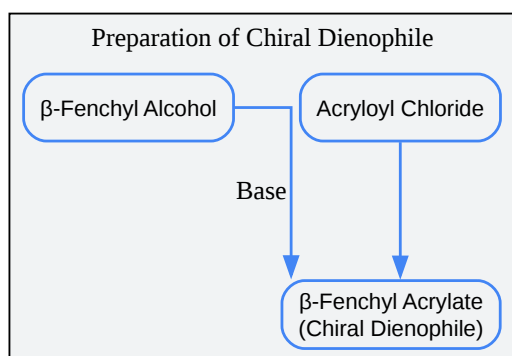 Preparation of Chiral Dienophile
β-Fenchyl Alcohol
Acryloyl Chloride
Base
β-Fenchyl Acrylate
(Chiral Dienophile)